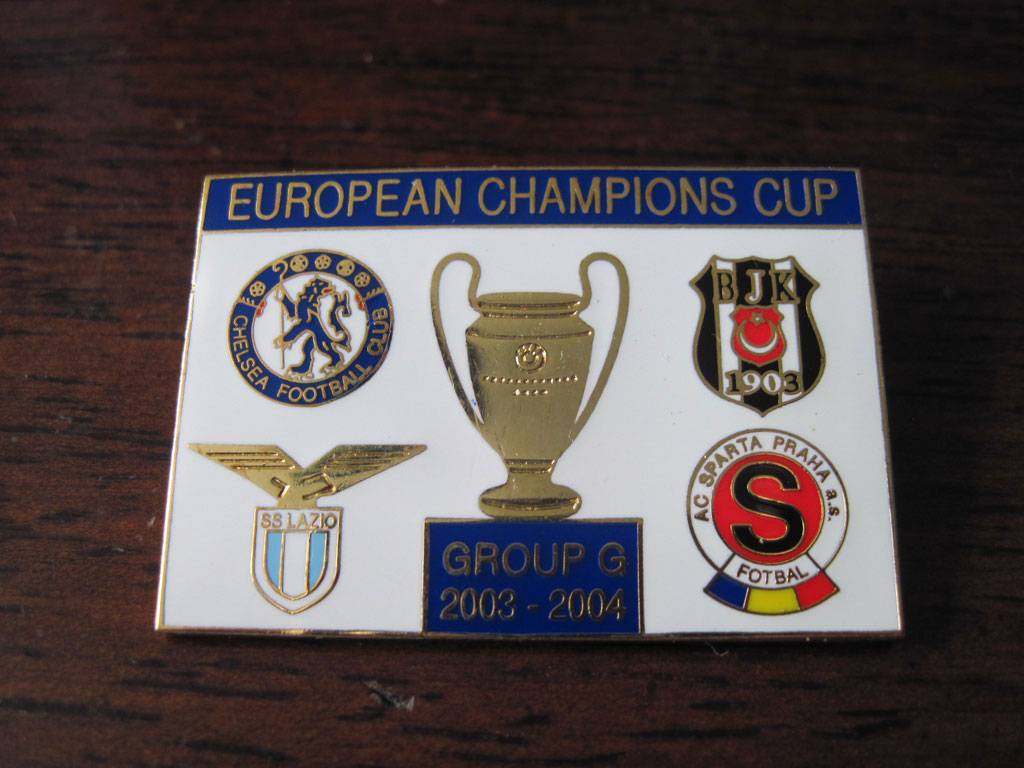 EUROPEAN CHAMPIONS CUP
CHELSEA FOOTBALL CLUB
BJK
1903
SS LAZIO
AC SPARTA PRAHA a.s.
S
FOTBAL
GROUP G
2003 - 2004